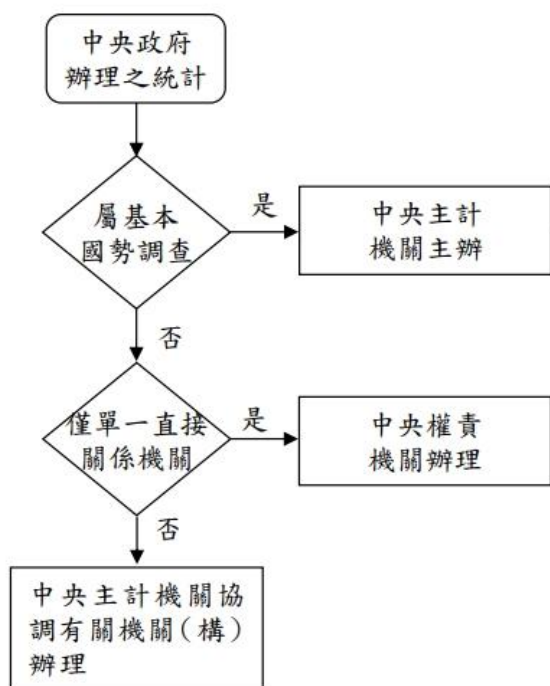 中央政府
辦理之統計
屬基本
國勢調查
是
中央主計
機關主辦
否
僅單一直接
關係機關
是
中央權責
機關辦理
否
中央主計機關協
調有關機關(構)
辦理